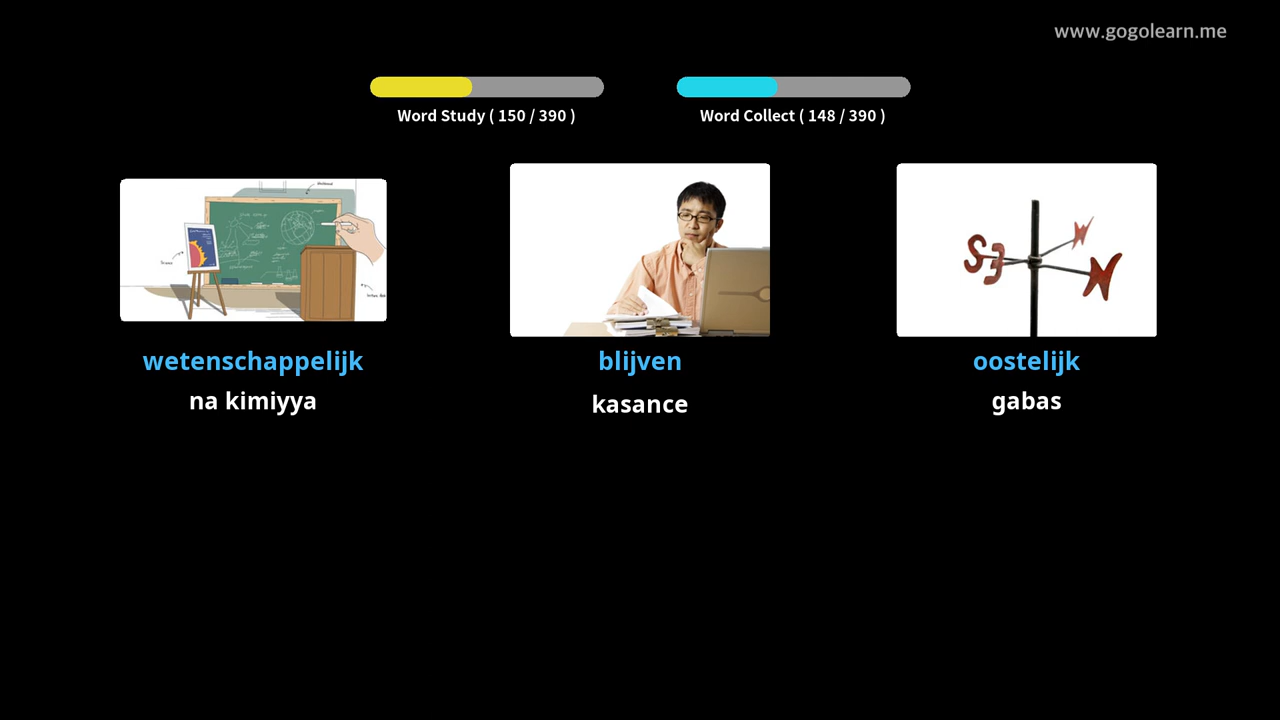 www.gogolearn.me
Word Study ( 150 / 390 )
Word Collect ( 148 / 390 )
S
N
wetenschappelijk
blijven
oostelijk
na kimiyya
kasance
gabas